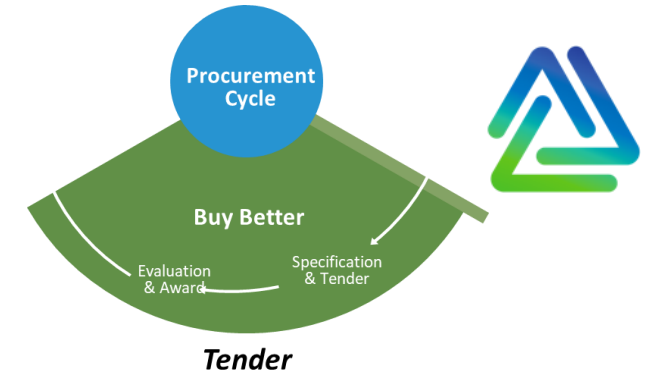 Procurement
Cycle
Buy Better
Specification
& Tender
Evaluation
& Award
Tender